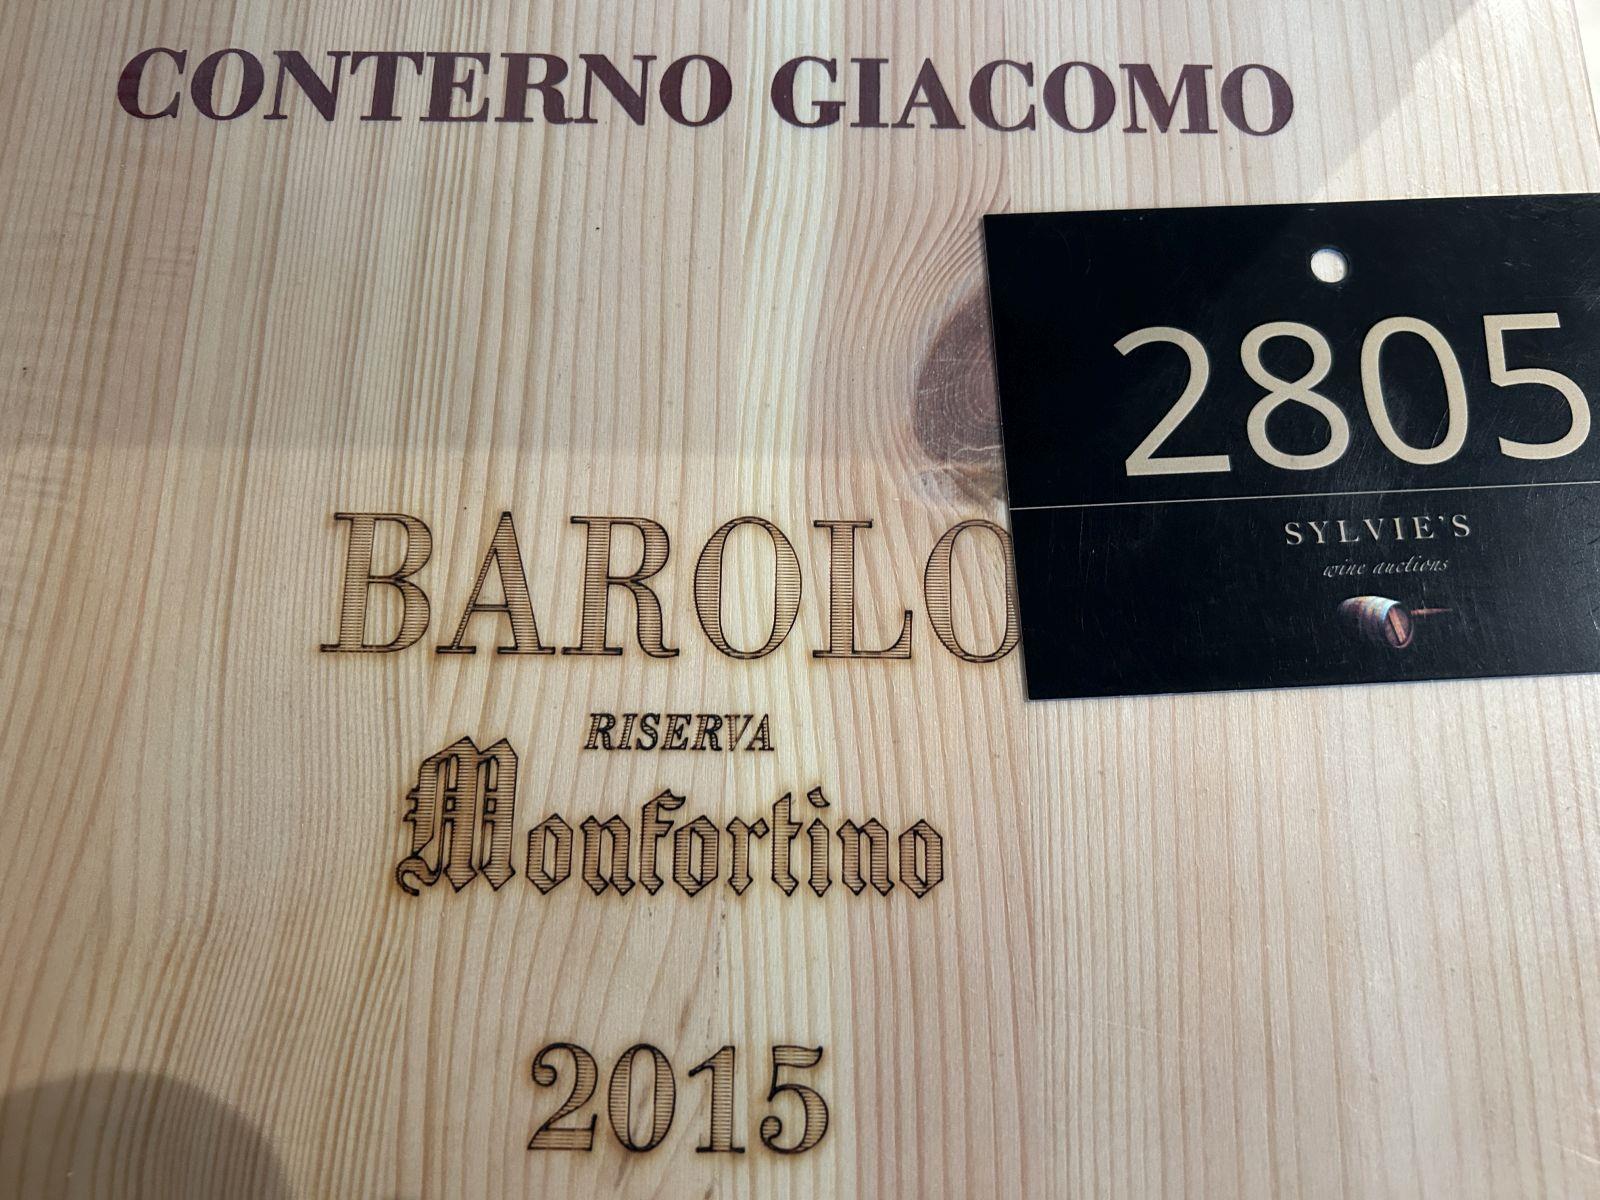 CONTERNO GIACOMO
2805
SYLVIE'S
wine auctions
BAROLO
RISERVA
Monfortino
2015